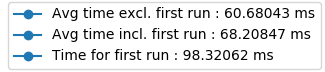 Avg time excl. first run : 60.68043 ms
Avg time incl. first run : 68.20847 ms
Time for first run : 98.32062 ms